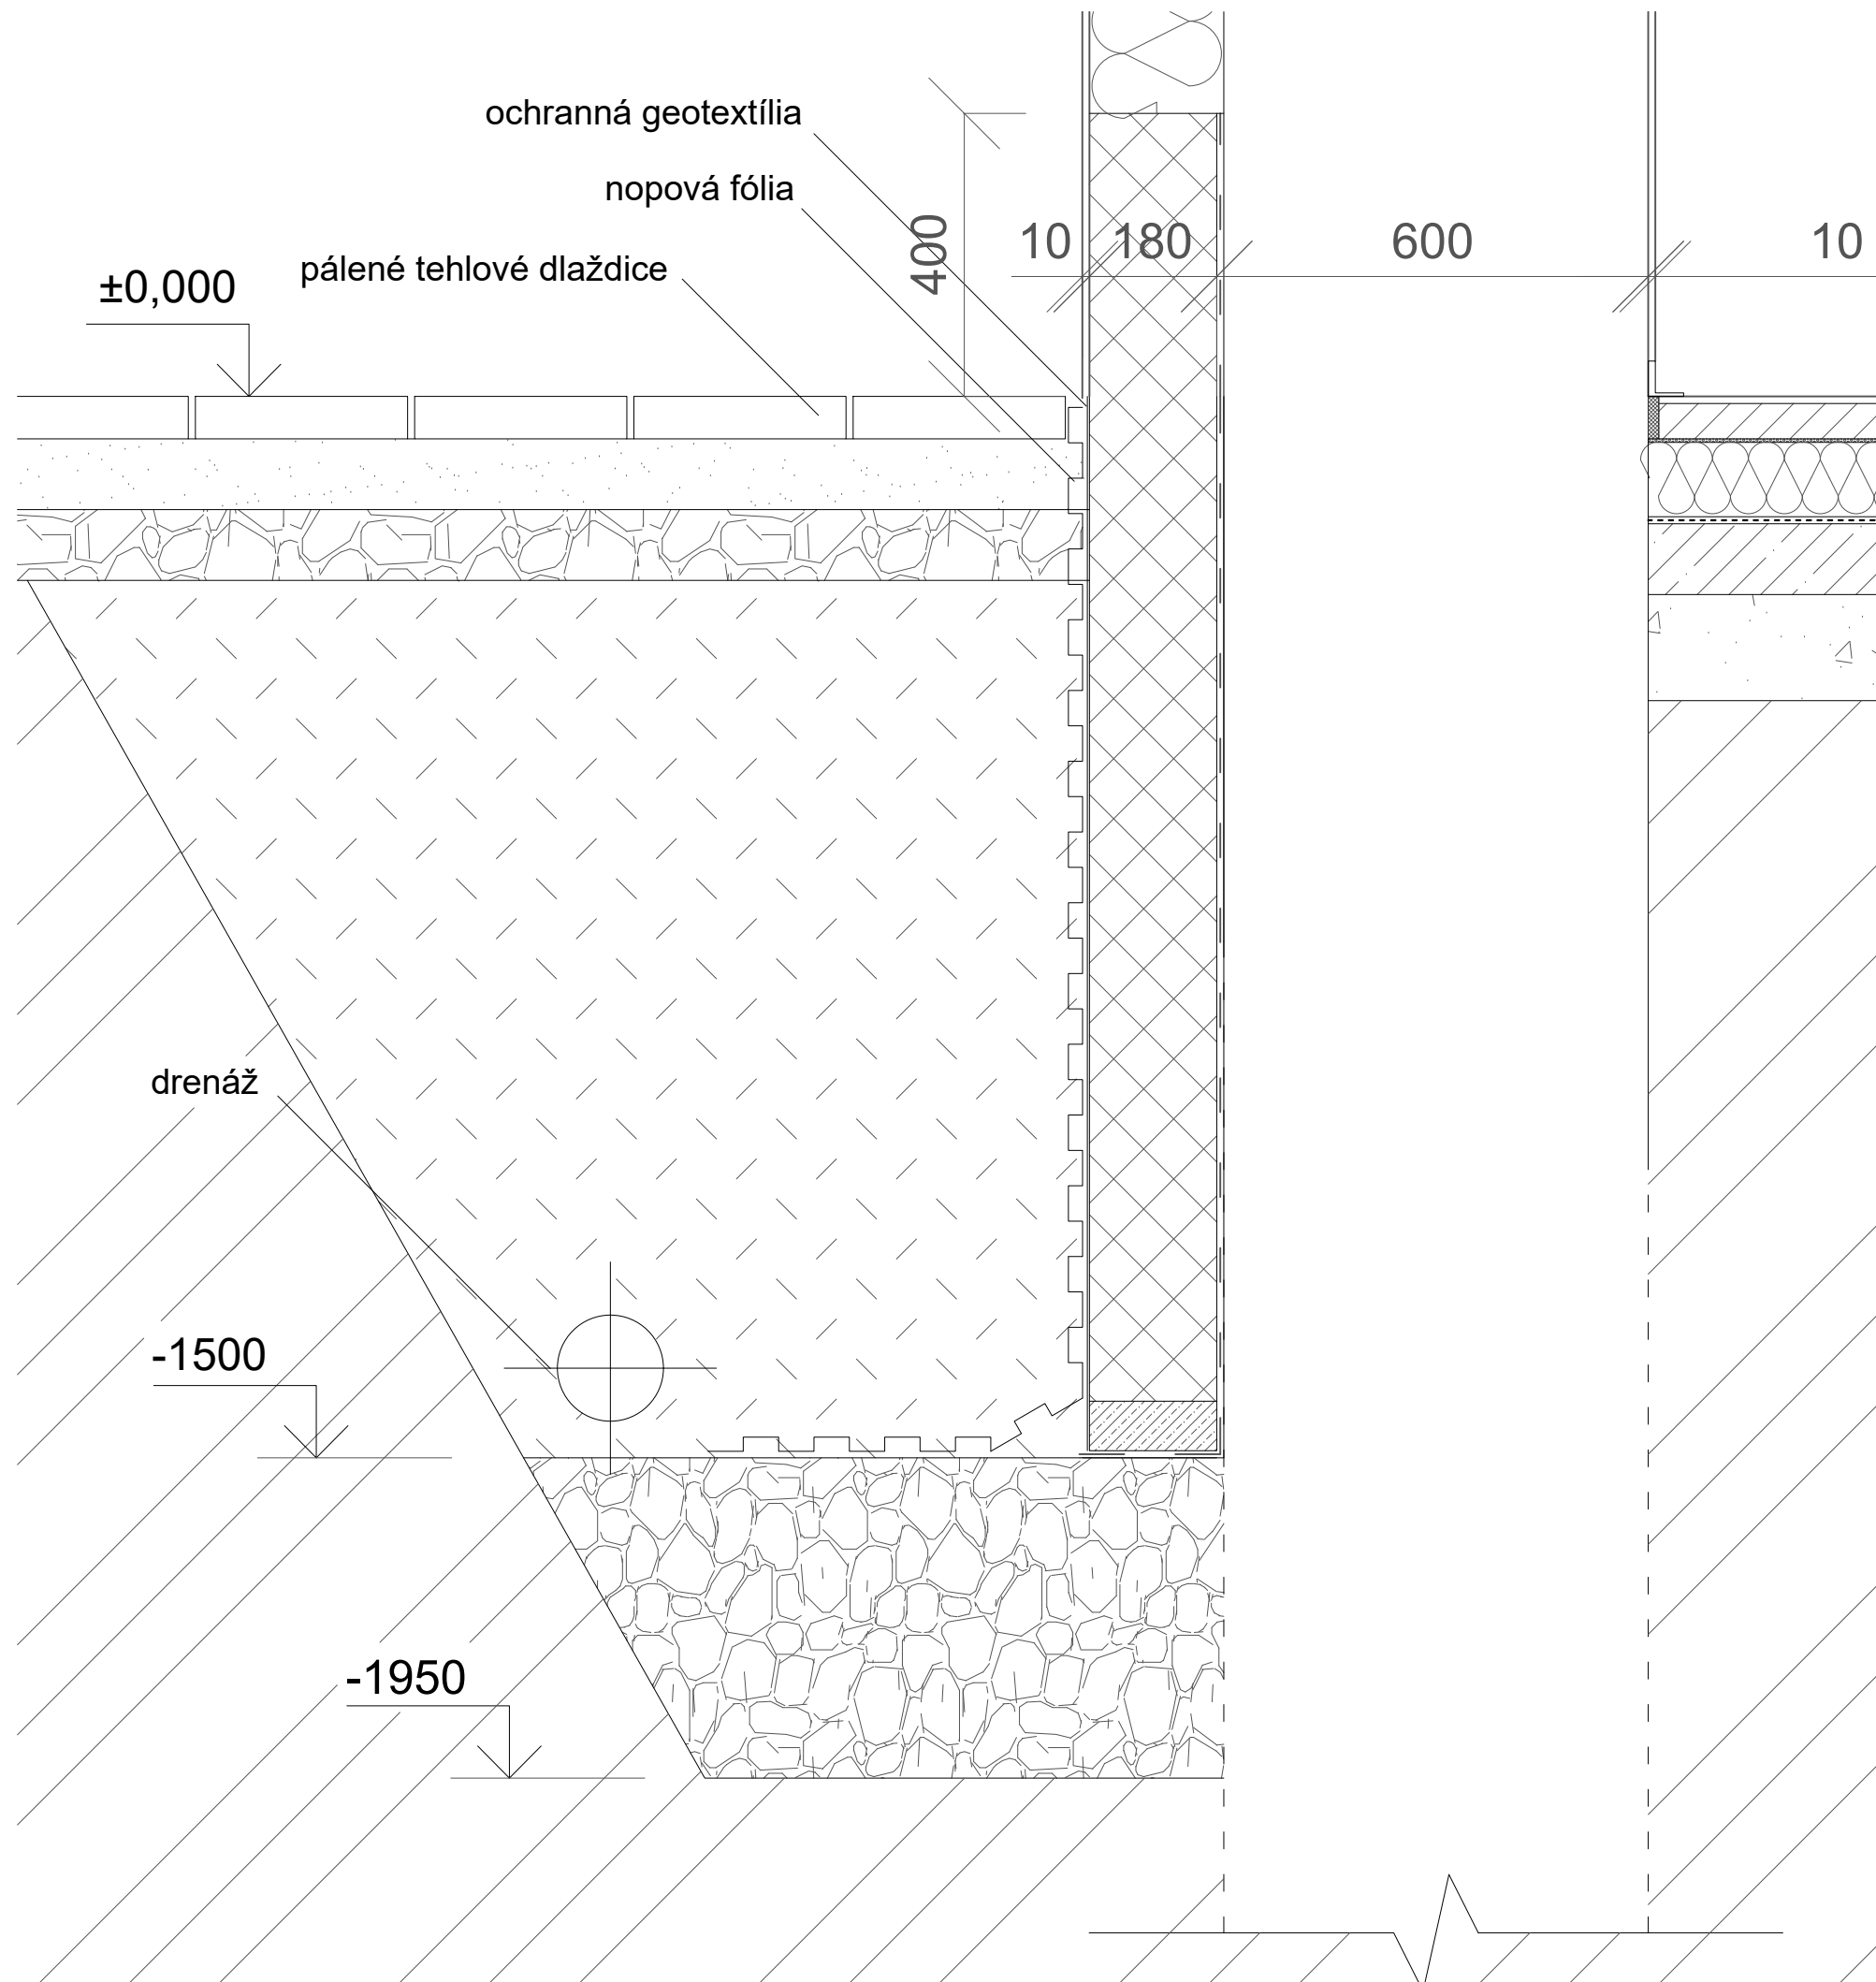 ochranná geotextília
nopová fólia
pálené tehlové dlaždice
±0,000
400
10
180
600
10
drenáž
-1500
-1950